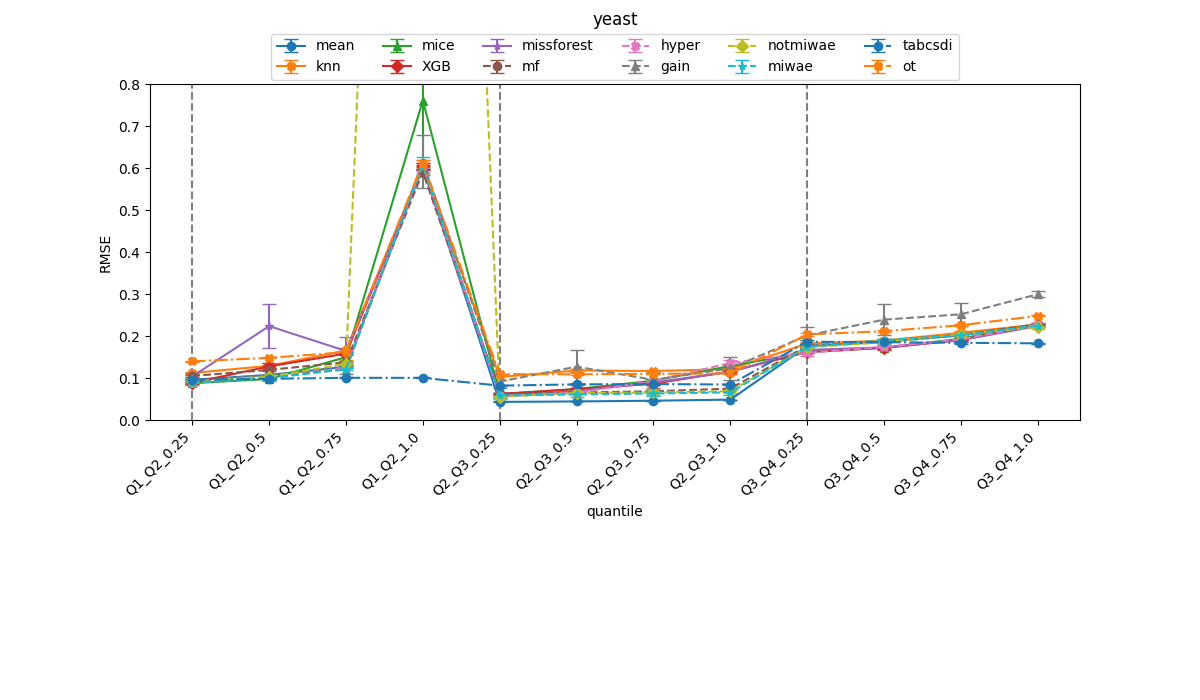 yeast
mean mice missforest hyper notmiwae tabcsdi
knn XGB mf gain miwae ot
0.8
0.7
0.6
0.5
0.4
0.3
0.2
0.1
0.0
RMSE
Q1_Q2_0.25
Q1_Q2_0.5
Q1_Q2_0.75
Q1_Q2_1.0
Q2_Q3_0.25
Q2_Q3_0.5
Q2_Q3_0.75
Q2_Q3_1.0
Q3_Q4_0.25
Q3_Q4_0.5
Q3_Q4_0.75
Q3_Q4_1.0
quantile